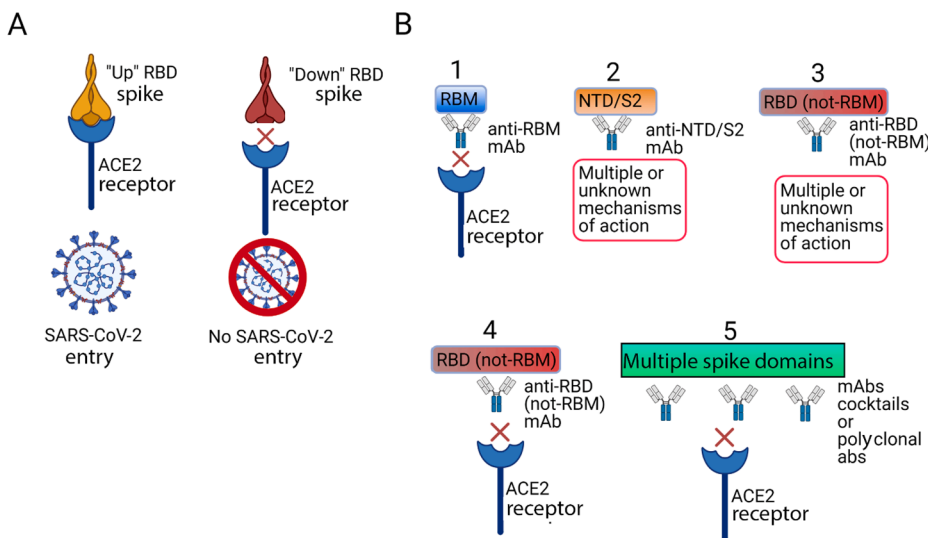 A
"Up" RBD
spike
ACE2
receptor
SARS-CoV-2
entry
"Down" RBD
spike
ACE2
receptor
No SARS-CoV-2
entry
B
1
RBM
anti-RBM
mAb
ACE2
receptor
2
NTD/S2
anti-NTD/S2
mAb
Multiple or
unknown
mechanisms
of action
3
RBD (not-RBM)
anti-RBD
(not-RBM)
mAb
Multiple or
unknown
mechanisms
of action
4
RBD (not-RBM)
anti-RBD
(not-RBM)
mAb
ACE2
receptor
5
Multiple spike domains
mAbs
cocktails
or
polyclonal
abs
ACE2
receptor